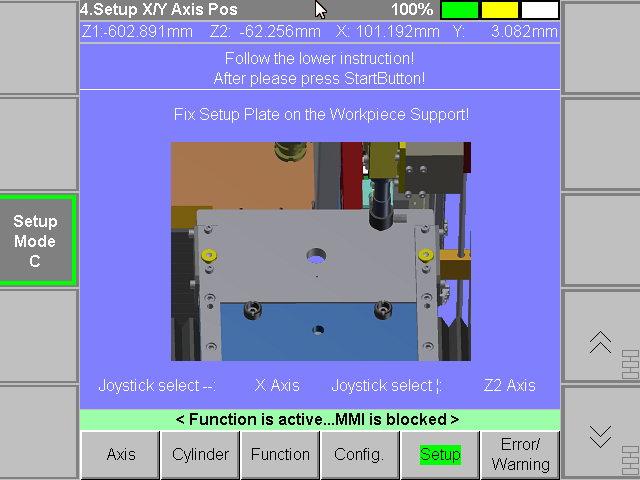 4.Setup X/Y Axis Pos 100%
Z1:-602.891mm Z2: -62.256mm X: 101.192mm Y: 3.082mm
Follow the lower instruction!
After please press StartButton!
Fix Setup Plate on the Workpiece Support!
Setup
Mode
C
Joystick select --: X Axis Joystick select ¦: Z2 Axis
< Function is active...MMI is blocked >
Axis Cylinder Function Config. Setup Error/
Warning